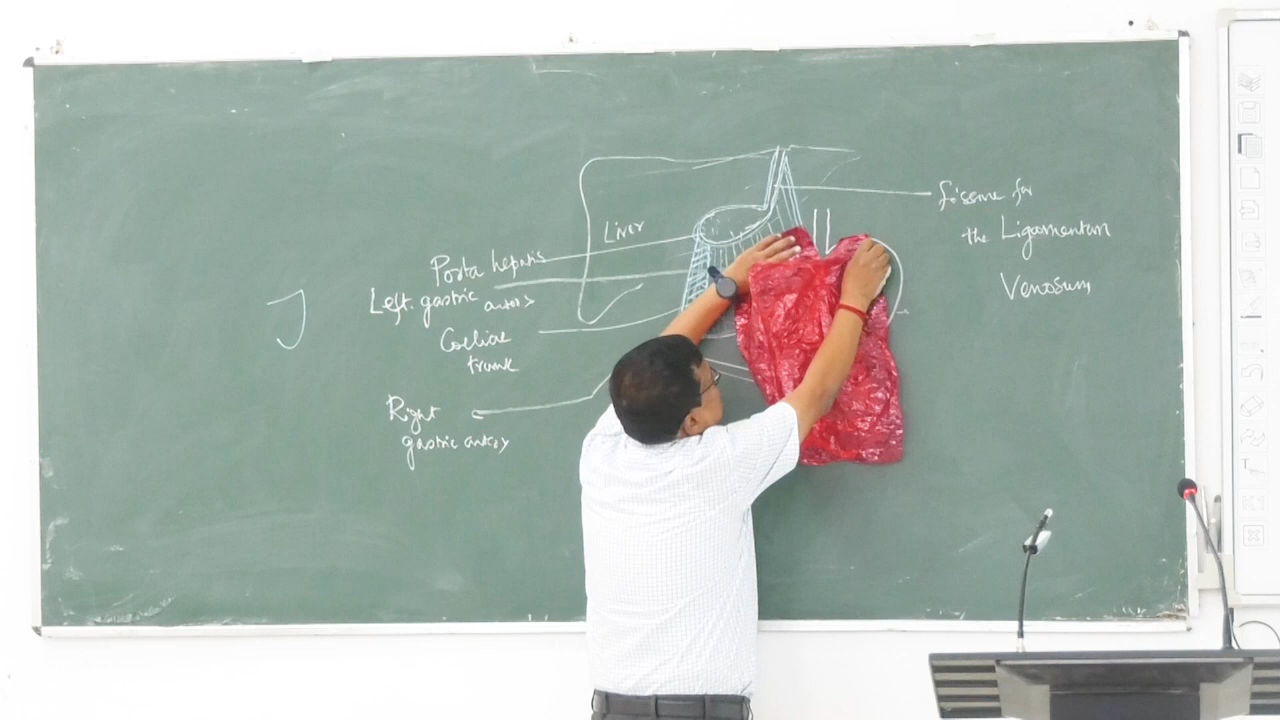 Liver
Porta hepatis
Left gastric artery
Coeliac
trunk
Right
gastric artery
fissure for
the Ligamentum
Venosum